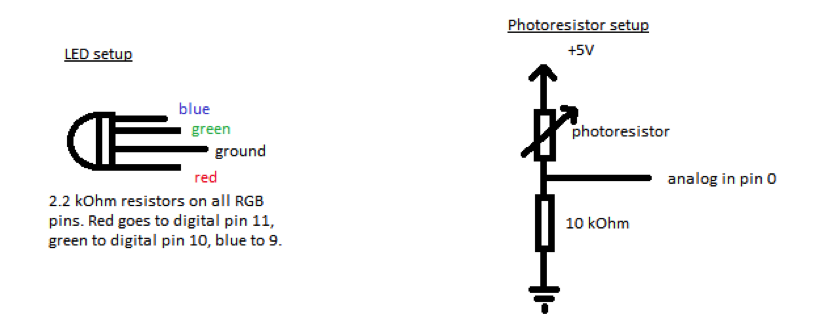 LED setup
blue
green
ground
red
2.2 kOhm resistors on all RGB
pins. Red goes to digital pin 11,
green to digital pin 10, blue to 9.
Photoresistor setup
+5V
photoresistor
analog in pin 0
10 kOhm